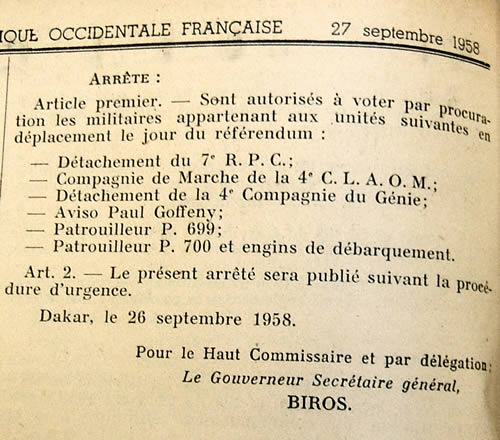 IQUE OCCIDENTALE FRANÇAISE 27 septembre 1958
ARRÊTE :
Article premier. — Sont autorisés à voter par procura-
tion les militaires appartenant aux unités suivantes en
déplacement le jour du référendum :
— Détachement du 7e R. P. C.;
— Compagnie de Marche de la 4e C. L. A. O. M.;
— Détachement de la 4e Compagnie du Génie;
— Aviso Paul Goffeny;
— Patrouilleur P. 699;
— Patrouilleur P. 700 et engins de débarquement.
Art. 2. — Le présent arrêté sera publié suivant la procé-
dure d'urgence.
Dakar, le 26 septembre 1958.
Pour le Haut Commissaire et par délégation:
Le Gouverneur Secrétaire général,
BIROS.